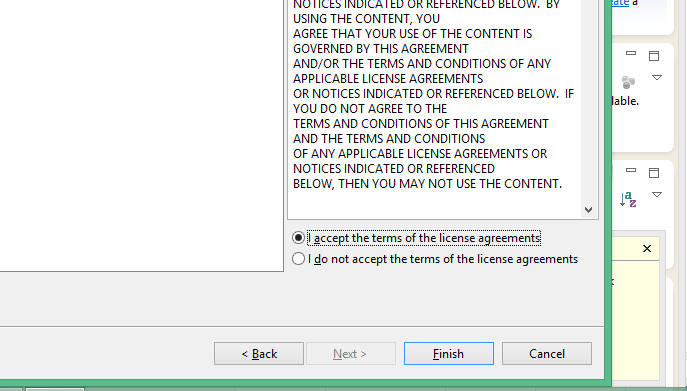 NOTICES INDICATED OR REFERENCED BELOW.  BY
USING THE CONTENT, YOU
AGREE THAT YOUR USE OF THE CONTENT IS
GOVERNED BY THIS AGREEMENT
AND/OR THE TERMS AND CONDITIONS OF ANY
APPLICABLE LICENSE AGREEMENTS
OR NOTICES INDICATED OR REFERENCED BELOW.  IF
YOU DO NOT AGREE TO THE
TERMS AND CONDITIONS OF THIS AGREEMENT
AND THE TERMS AND CONDITIONS
OF ANY APPLICABLE LICENSE AGREEMENTS OR
NOTICES INDICATED OR REFERENCED
BELOW, THEN YOU MAY NOT USE THE CONTENT.
I accept the terms of the license agreements
I do not accept the terms of the license agreements
< Back
Next >
Finish
Cancel
a
lable.